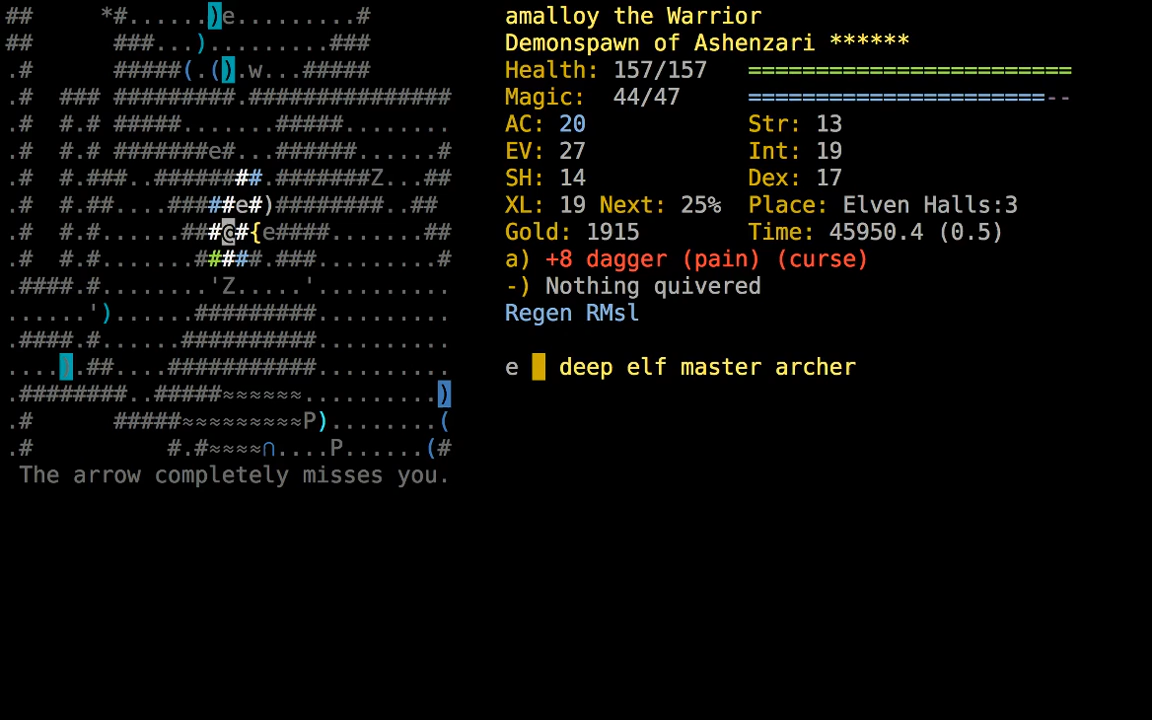 ##     *#......)e.........#     amalloy the Warrior
##      ###...).........###     Demonspawn of Ashenzari ******
.#      #####(.().w...#####     Health: 157/157   ========================
.#  ### #########.###############     Magic:  44/47     ======================--
.#  #.# #####.......#####........     AC: 20            Str: 13
.#  #.# #######e#...######......#     EV: 27            Int: 19
.#  #.###..########.#######Z...##     SH: 14            Dex: 17
.#  #.##....#####e#)########..##     XL: 19 Next: 25%  Place: Elven Halls:3
.#  #.#......###@#{e####.......##     Gold: 1915        Time: 45950.4 (0.5)
.#  #.#.......####.###.........#     a) +8 dagger (pain) (curse)
.####.#........'Z.....'..........     -) Nothing quivered
......')......#########..........     Regen RMsl
.####.#......##########..........
....).##....###########..........     e   deep elf master archer
.########..#####≈≈≈≈≈≈..........)
.#      #####≈≈≈≈≈≈≈≈≈P)........(
.#          #.#≈≈≈≈∩....P......(#
The arrow completely misses you.